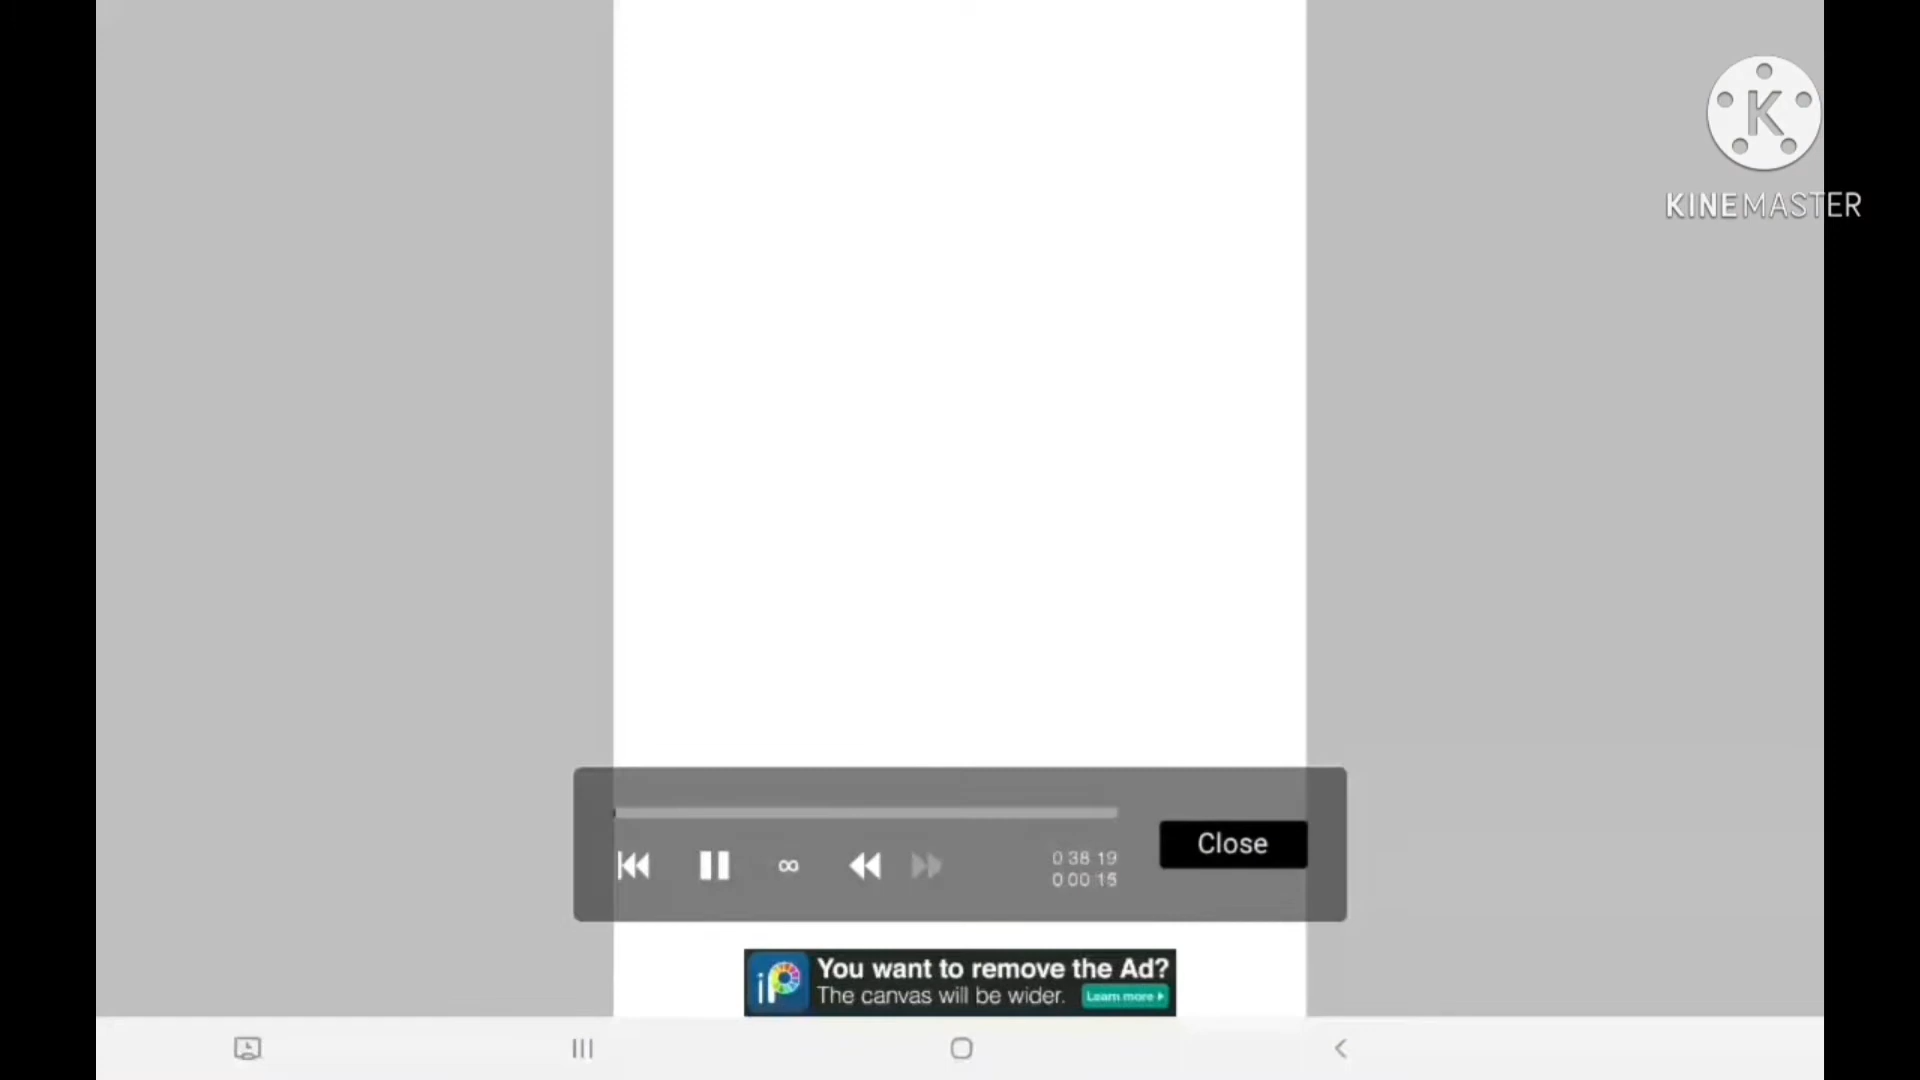 K
KINEMASTER
Close
0 38 19
0 00 15
∞
iP
You want to remove the Ad?
The canvas will be wider.
Learn more